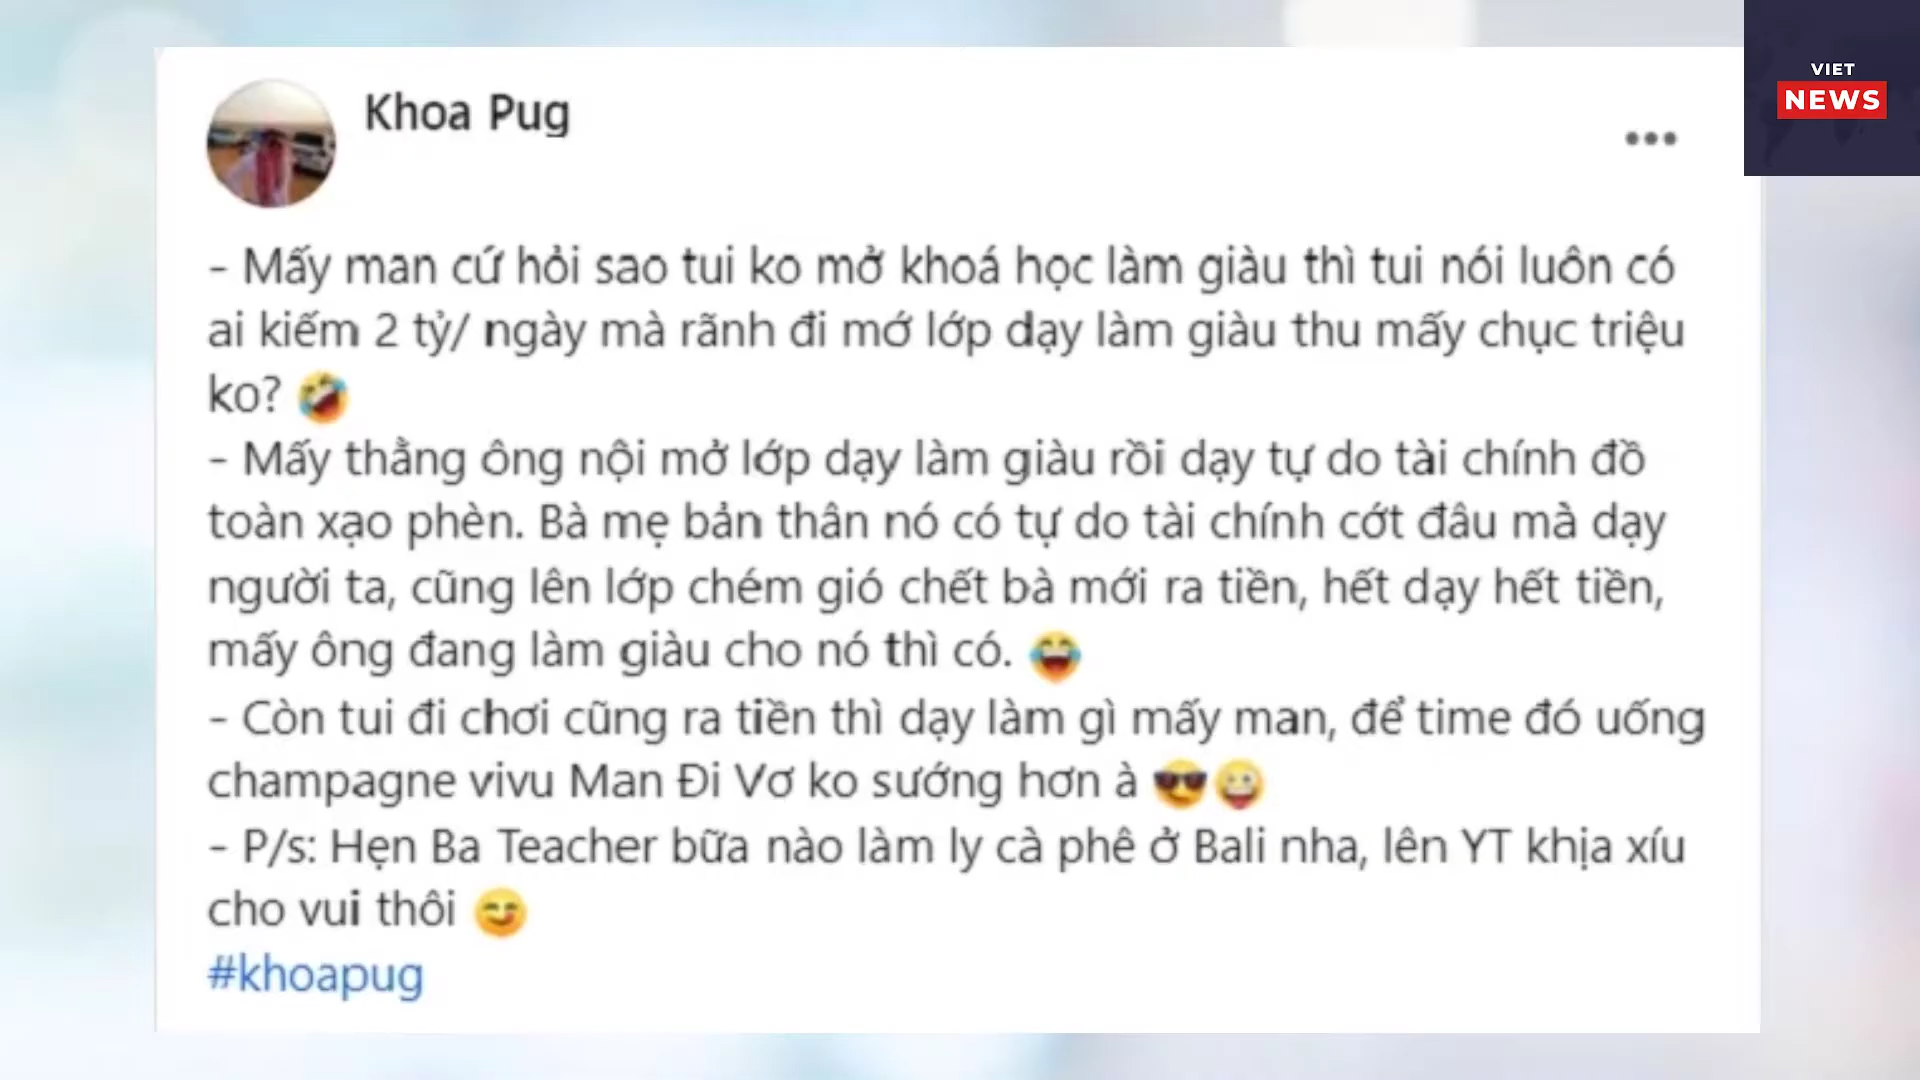 VIET
NEWS
Khoa Pug
- Mấy man cứ hỏi sao tui ko mở khoá học làm giàu thì tui nói luôn có
ai kiếm 2 tỷ/ ngày mà rãnh đi mớ lớp dạy làm giàu thu mấy chục triệu
ko? 🤣
- Mấy thằng ông nội mở lớp dạy làm giàu rồi dạy tự do tài chính đồ
toàn xạo phèn. Bà mẹ bản thân nó có tự do tài chính cớt đâu mà dạy
người ta, cũng lên lớp chém gió chết bà mới ra tiền, hết dạy hết tiền,
mấy ông đang làm giàu cho nó thì có. 😂
- Còn tui đi chơi cũng ra tiền thì dạy làm gì mấy man, để time đó uống
champagne vivu Man Đi Vơ ko sướng hơn à 😎🤪
- P/s: Hẹn Ba Teacher bữa nào làm ly cà phê ở Bali nha, lên YT khịa xíu
cho vui thôi 😋
#khoapug